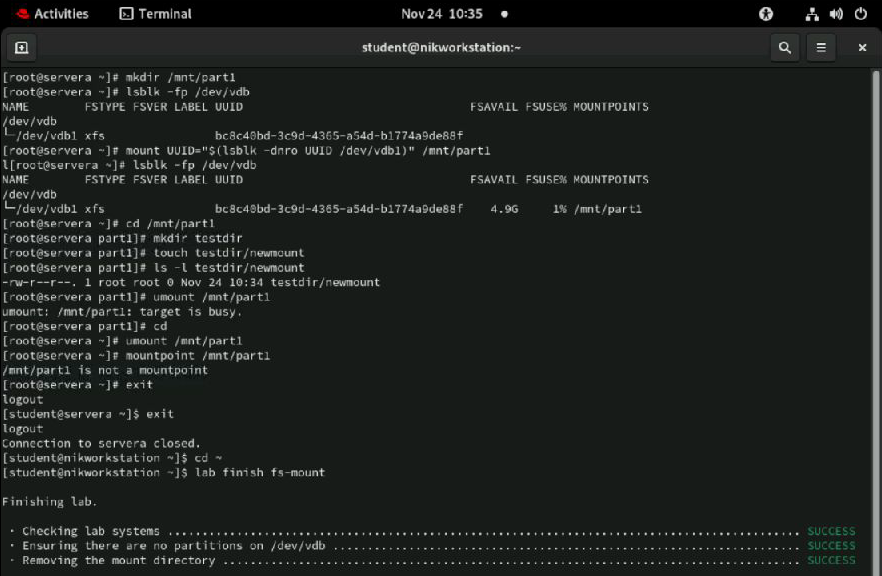 Activities Terminal Nov 24 10:35
student@nikworkstation:~
[root@servera ~]# mkdir /mnt/part1
[root@servera ~]# lsblk -fp /dev/vdb
NAME FSTYPE FSVER LABEL UUID FSAVAIL FSUSE% MOUNTPOINTS
/dev/vdb
└─/dev/vdb1 xfs bc8c40bd-3c9d-4365-a54d-b1774a9de88f
[root@servera ~]# mount UUID="$(lsblk -dnro UUID /dev/vdb1)" /mnt/part1
l[root@servera ~]# lsblk -fp /dev/vdb
NAME FSTYPE FSVER LABEL UUID FSAVAIL FSUSE% MOUNTPOINTS
/dev/vdb
└─/dev/vdb1 xfs bc8c40bd-3c9d-4365-a54d-b1774a9de88f 4.9G 1% /mnt/part1
[root@servera ~]# cd /mnt/part1
[root@servera part1]# mkdir testdir
[root@servera part1]# touch testdir/newmount
[root@servera part1]# ls -l testdir/newmount
-rw-r--r--. 1 root root 0 Nov 24 10:34 testdir/newmount
[root@servera part1]# umount /mnt/part1
umount: /mnt/part1: target is busy.
[root@servera part1]# cd
[root@servera ~]# umount /mnt/part1
[root@servera ~]# mountpoint /mnt/part1
/mnt/part1 is not a mountpoint
[root@servera ~]# exit
logout
[student@servera ~]$ exit
logout
Connection to servera closed.
[student@nikworkstation ~]$ cd ~
[student@nikworkstation ~]$ lab finish fs-mount
Finishing lab.
· Checking lab systems ............................................................................................. SUCCESS
· Ensuring there are no partitions on /dev/vdb ..................................................................... SUCCESS
· Removing the mount directory ..................................................................................... SUCCESS